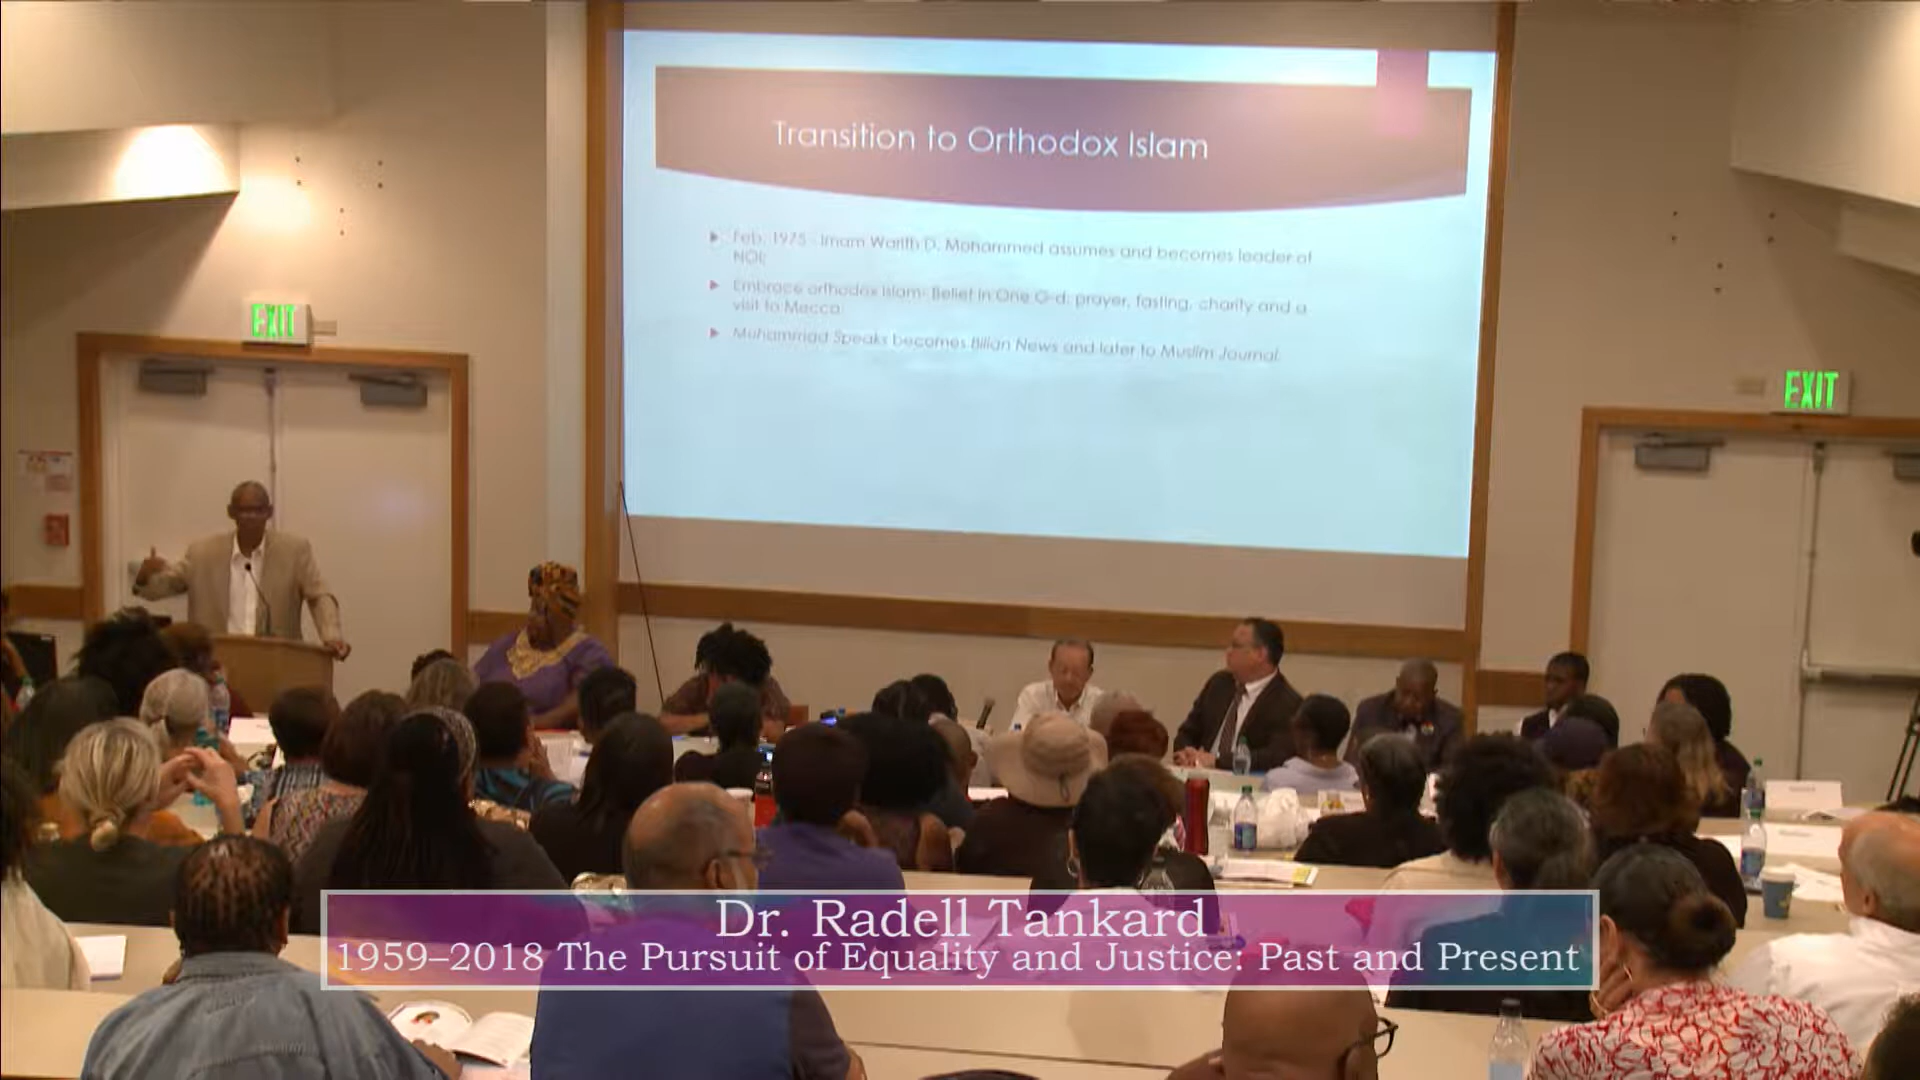 Transition to Orthodox Islam
Feb. 1975 - Imam Warith D. Mohammed assumes and becomes leader of
NOI;
Embrace orthodox Islam- Belief in One G-d; prayer, fasting, charity and a
visit to Mecca
Muhammad Speaks becomes Bilian News and later to Muslim Journal.
EXIT
EXIT
Dr. Radell Tankard
1959–2018 The Pursuit of Equality and Justice: Past and Present